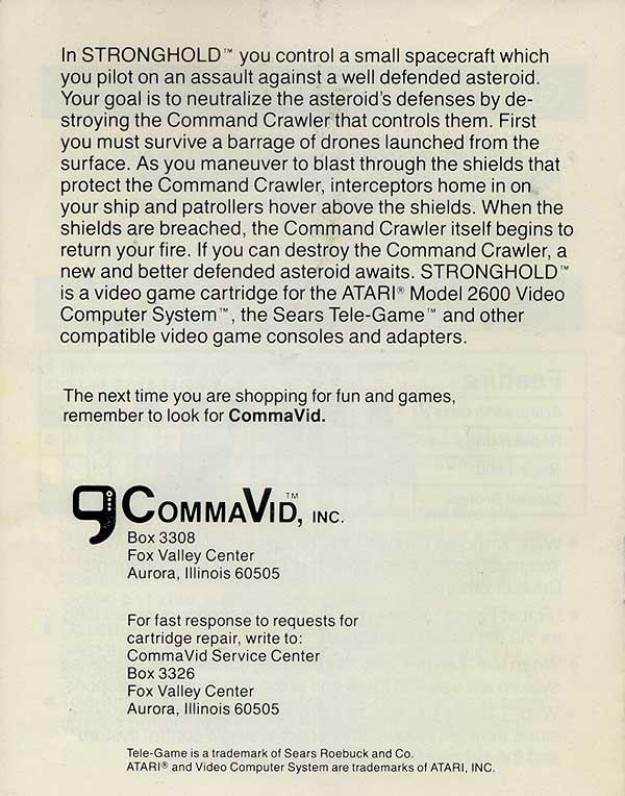 In STRONGHOLD™ you control a small spacecraft which
you pilot on an assault against a well defended asteroid.
Your goal is to neutralize the asteroid's defenses by de-
stroying the Command Crawler that controls them. First
you must survive a barrage of drones launched from the
surface. As you maneuver to blast through the shields that
protect the Command Crawler, interceptors home in on
your ship and patrollers hover above the shields. When the
shields are breached, the Command Crawler itself begins to
return your fire. If you can destroy the Command Crawler, a
new and better defended asteroid awaits. STRONGHOLD™
is a video game cartridge for the ATARI® Model 2600 Video
Computer System™, the Sears Tele-Game™ and other
compatible video game consoles and adapters.
The next time you are shopping for fun and games,
remember to look for CommaVid.
COMMAVID™, INC.
Box 3308
Fox Valley Center
Aurora, Illinois 60505
For fast response to requests for
cartridge repair, write to:
CommaVid Service Center
Box 3326
Fox Valley Center
Aurora, Illinois 60505
Tele-Game is a trademark of Sears Roebuck and Co.
ATARI® and Video Computer System are trademarks of ATARI, INC.